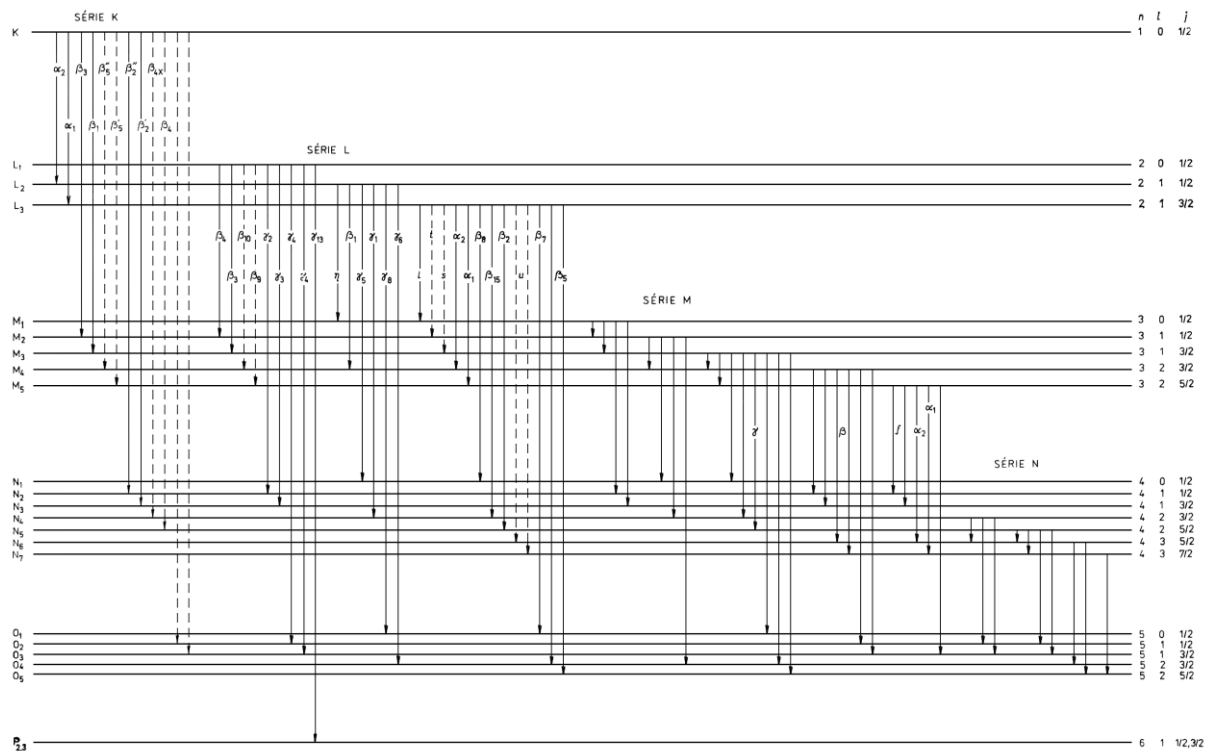 SÉRIE K
n l j
K 1 0 1/2
α₂ β₃ β₅″ β₂″ β₄ₓ
α₁ β₁ β₅′ β₂′ β₄
SÉRIE L
L₁ 2 0 1/2
L₂ 2 1 1/2
L₃ 2 1 3/2
β₄ β₁₀ γ₂ γ₄ γ₁₃ β₁ γ₁ γ₆ t α₂ β₈ β₂ β₇
β₃ β₉ γ₃ γ₄ η γ₅ γ₈ l s α₁ β₁₅ u β₅
SÉRIE M
M₁ 3 0 1/2
M₂ 3 1 1/2
M₃ 3 1 3/2
M₄ 3 2 3/2
M₅ 3 2 5/2
α₁
γ β f α₂
SÉRIE N
N₁ 4 0 1/2
N₂ 4 1 1/2
N₃ 4 1 3/2
N₄ 4 2 3/2
N₅ 4 2 5/2
N₆ 4 3 5/2
N₇ 4 3 7/2
O₁ 5 0 1/2
O₂ 5 1 1/2
O₃ 5 1 3/2
O₄ 5 2 3/2
O₅ 5 2 5/2
P₂,₃ 6 1 1/2,3/2